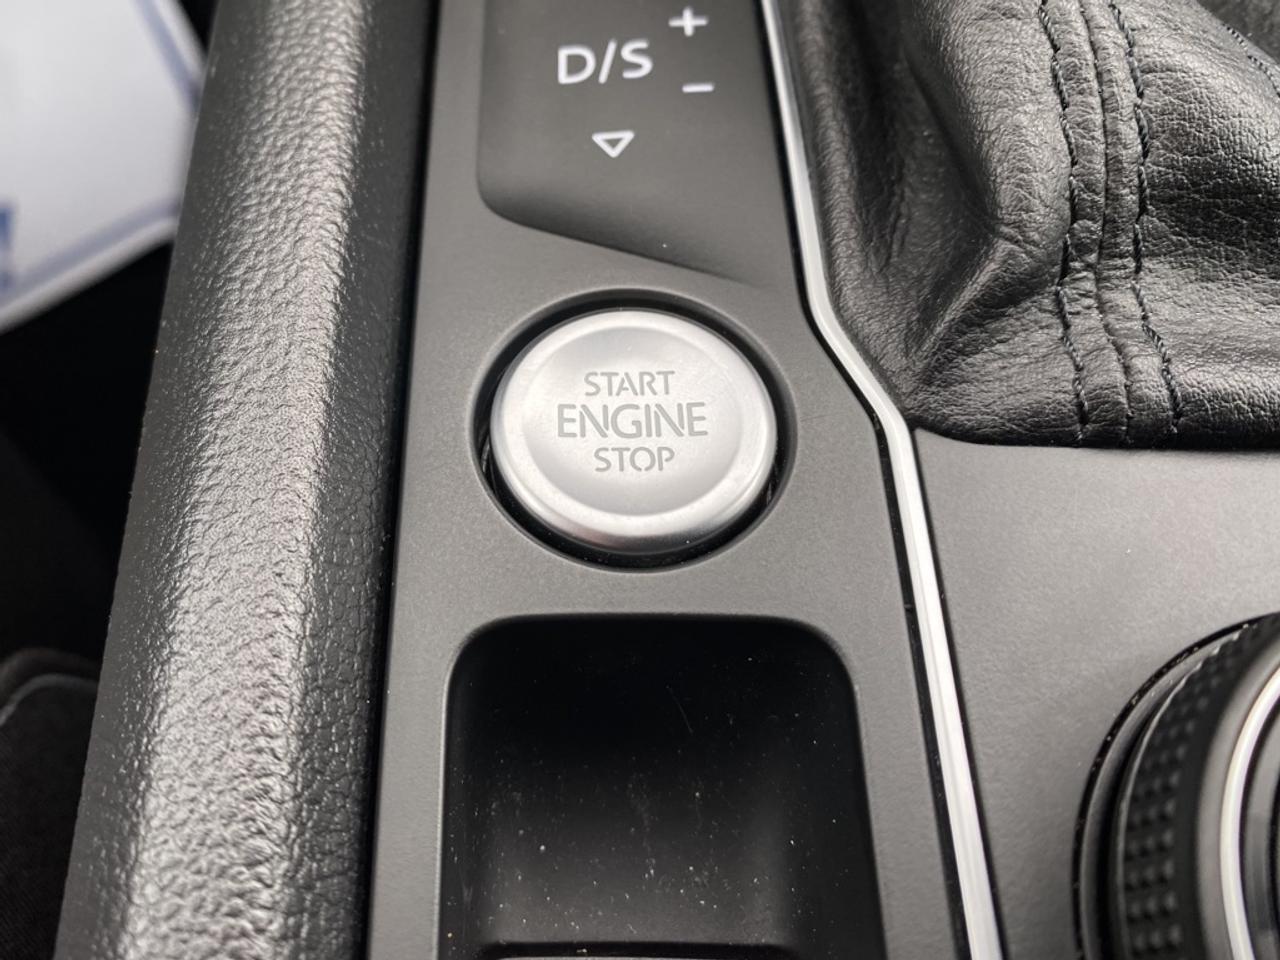 D/S
+
-
START
ENGINE
STOP